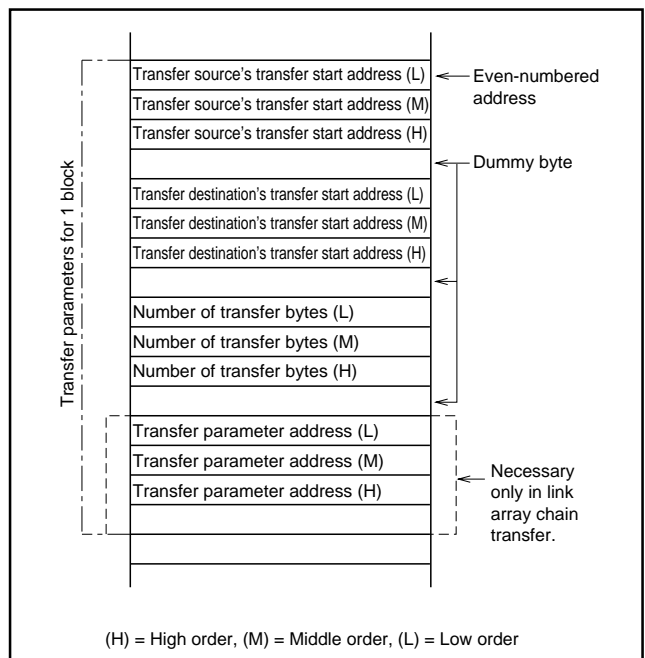 Transfer parameters for 1 block
Transfer source's transfer start address (L)
Even-numbered
address
Transfer source's transfer start address (M)
Transfer source's transfer start address (H)
Dummy byte
Transfer destination's transfer start address (L)
Transfer destination's transfer start address (M)
Transfer destination's transfer start address (H)
Number of transfer bytes (L)
Number of transfer bytes (M)
Number of transfer bytes (H)
Transfer parameter address (L)
Transfer parameter address (M)
Transfer parameter address (H)
Necessary
only in link
array chain
transfer.
(H) = High order, (M) = Middle order, (L) = Low order